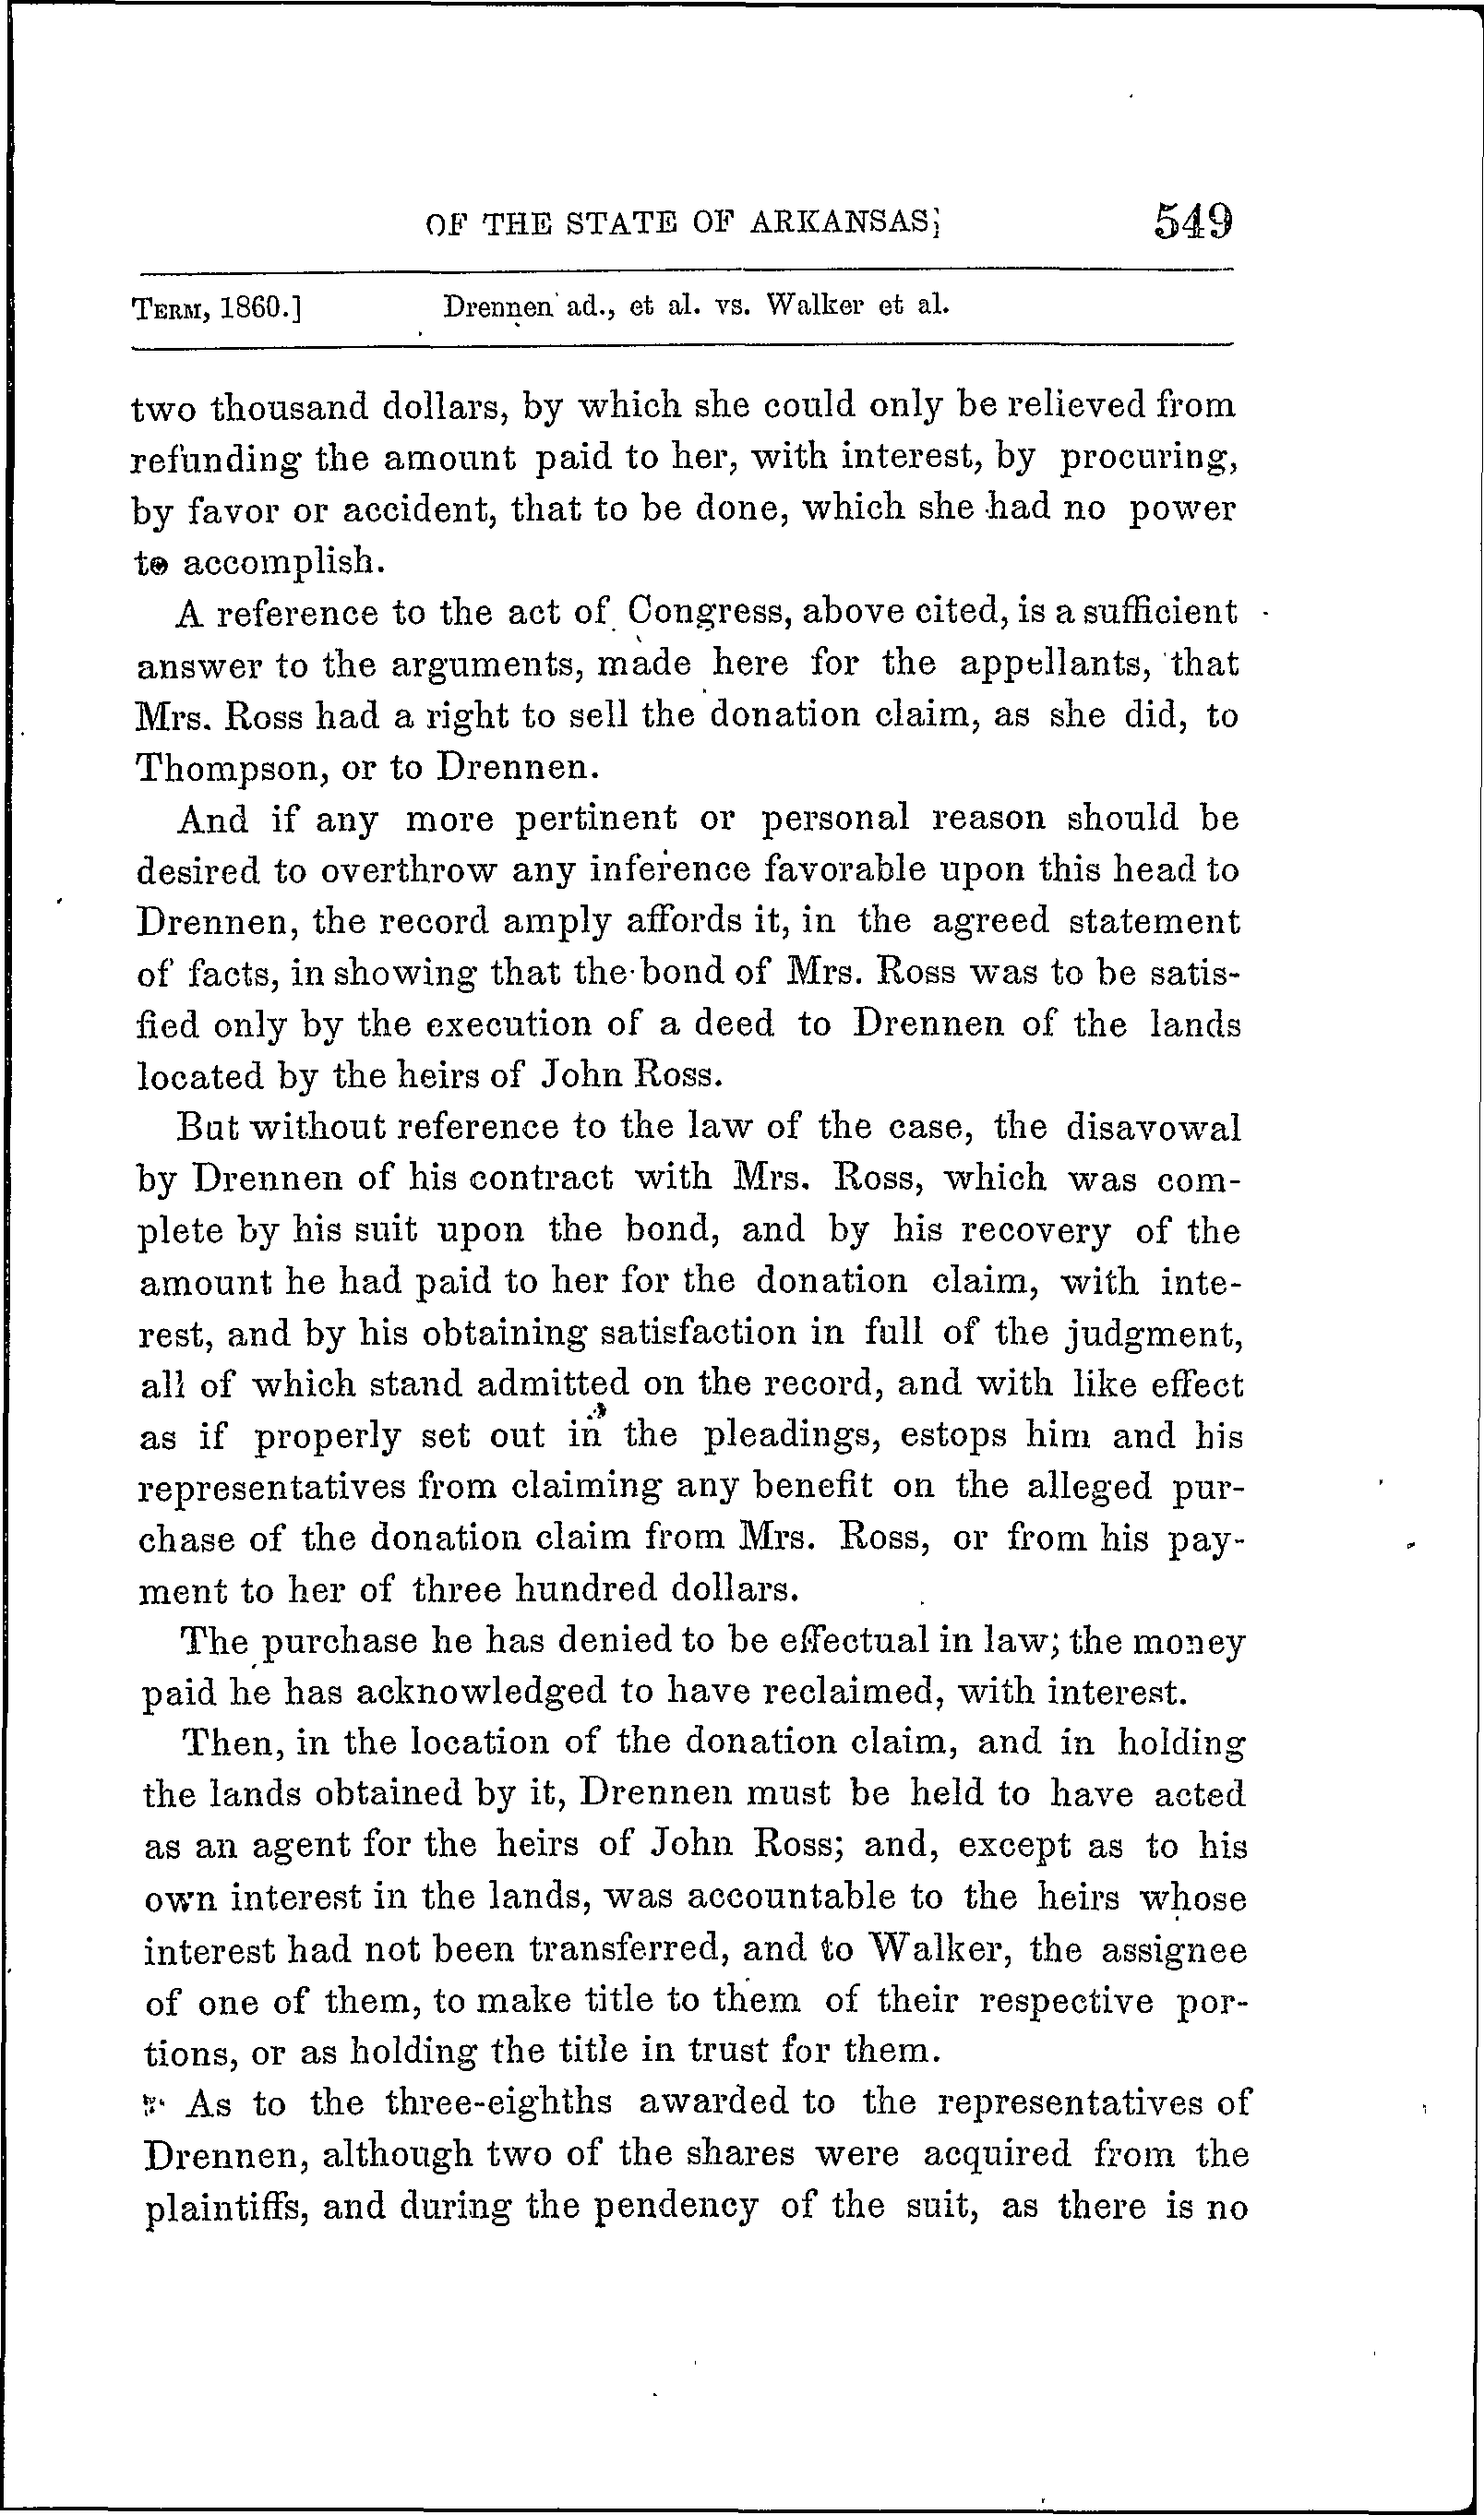 OF THE STATE OF ARKANSAS; 549
TERM, 1860.] Drennen ad., et al. vs. Walker et al.
two thousand dollars, by which she could only be relieved from
refunding the amount paid to her, with interest, by procuring,
by favor or accident, that to be done, which she had no power
to accomplish.
A reference to the act of Congress, above cited, is a sufficient
answer to the arguments, made here for the appellants, that
Mrs. Ross had a right to sell the donation claim, as she did, to
Thompson, or to Drennen.
And if any more pertinent or personal reason should be
desired to overthrow any inference favorable upon this head to
Drennen, the record amply affords it, in the agreed statement
of facts, in showing that the bond of Mrs. Ross was to be satis-
fied only by the execution of a deed to Drennen of the lands
located by the heirs of John Ross.
But without reference to the law of the case, the disavowal
by Drennen of his contract with Mrs. Ross, which was com-
plete by his suit upon the bond, and by his recovery of the
amount he had paid to her for the donation claim, with inte-
rest, and by his obtaining satisfaction in full of the judgment,
all of which stand admitted on the record, and with like effect
as if properly set out in the pleadings, estops him and his
representatives from claiming any benefit on the alleged pur-
chase of the donation claim from Mrs. Ross, or from his pay-
ment to her of three hundred dollars.
The purchase he has denied to be effectual in law; the money
paid he has acknowledged to have reclaimed, with interest.
Then, in the location of the donation claim, and in holding
the lands obtained by it, Drennen must be held to have acted
as an agent for the heirs of John Ross; and, except as to his
own interest in the lands, was accountable to the heirs whose
interest had not been transferred, and to Walker, the assignee
of one of them, to make title to them of their respective por-
tions, or as holding the title in trust for them.
As to the three-eighths awarded to the representatives of
Drennen, although two of the shares were acquired from the
plaintiffs, and during the pendency of the suit, as there is no